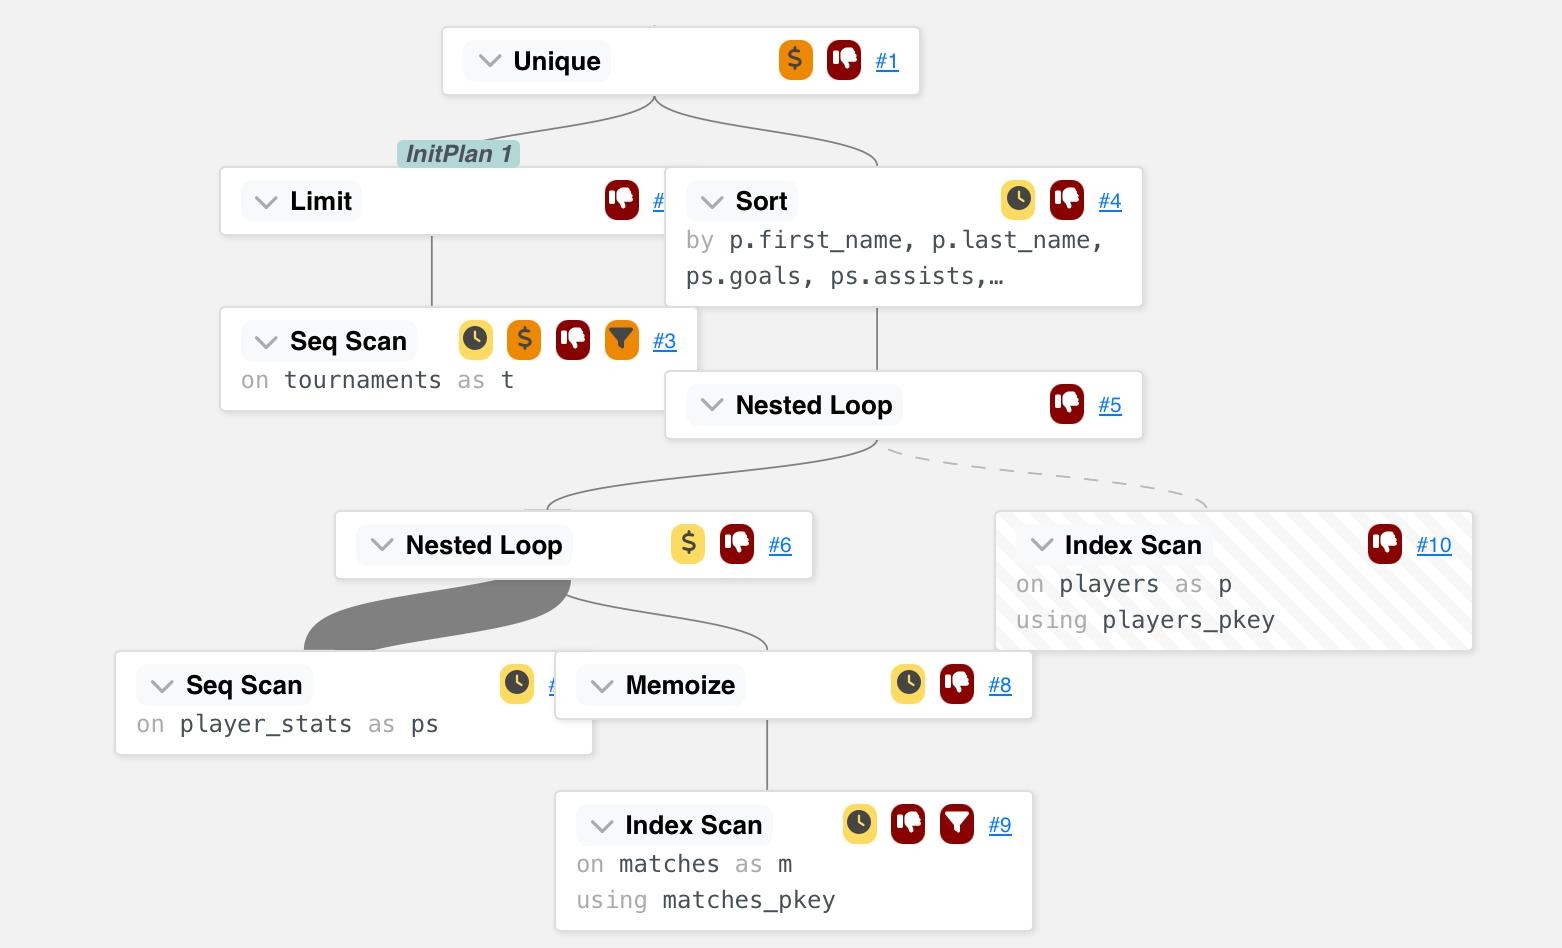 Unique $ #1
InitPlan 1
Limit #
Sort #4
by p.first_name, p.last_name,
ps.goals, ps.assists,…
Seq Scan $ #3
on tournaments as t
Nested Loop #5
Nested Loop $ #6
Index Scan #10
on players as p
using players_pkey
Seq Scan #
on player_stats as ps
Memoize #8
Index Scan #9
on matches as m
using matches_pkey